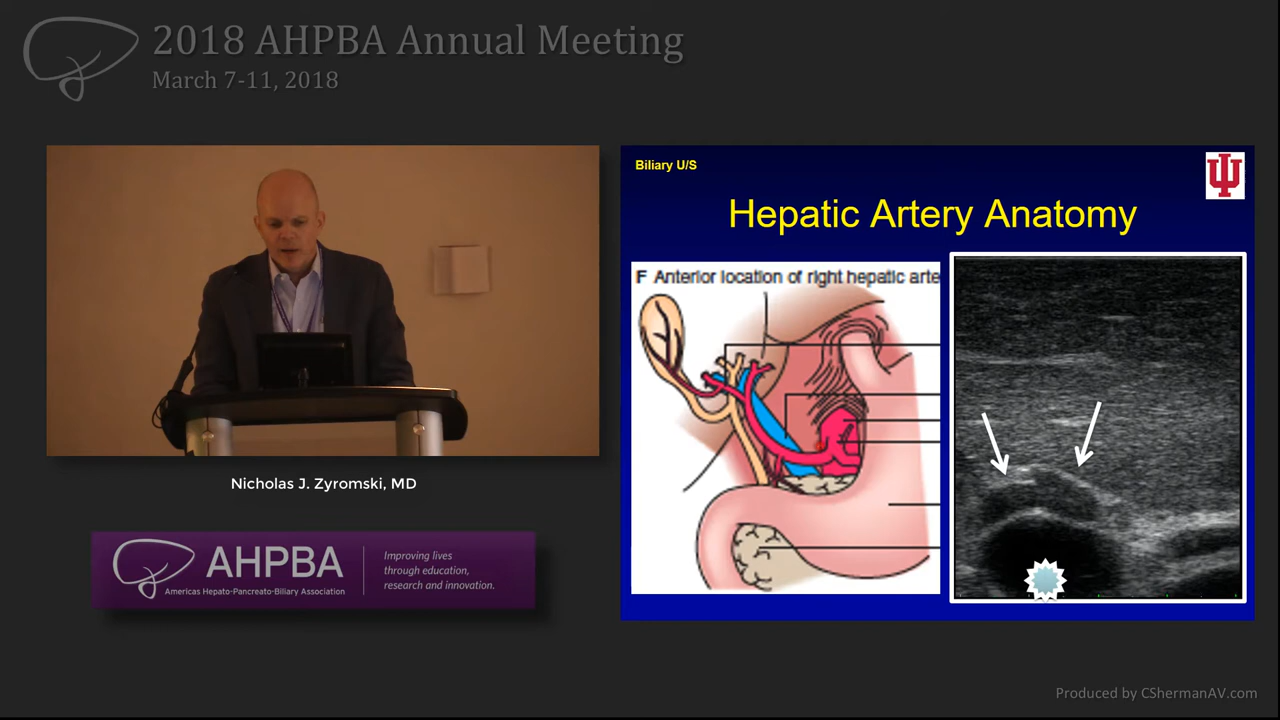 2018 AHPBA Annual Meeting
March 7-11, 2018
Biliary U/S
Hepatic Artery Anatomy
F Anterior location of right hepatic arte
Nicholas J. Zyromski, MD
AHPBA
Americas Hepato-Pancreato-Biliary Association
Improving lives
through education,
research and innovation.
Produced by CShermanAV.com